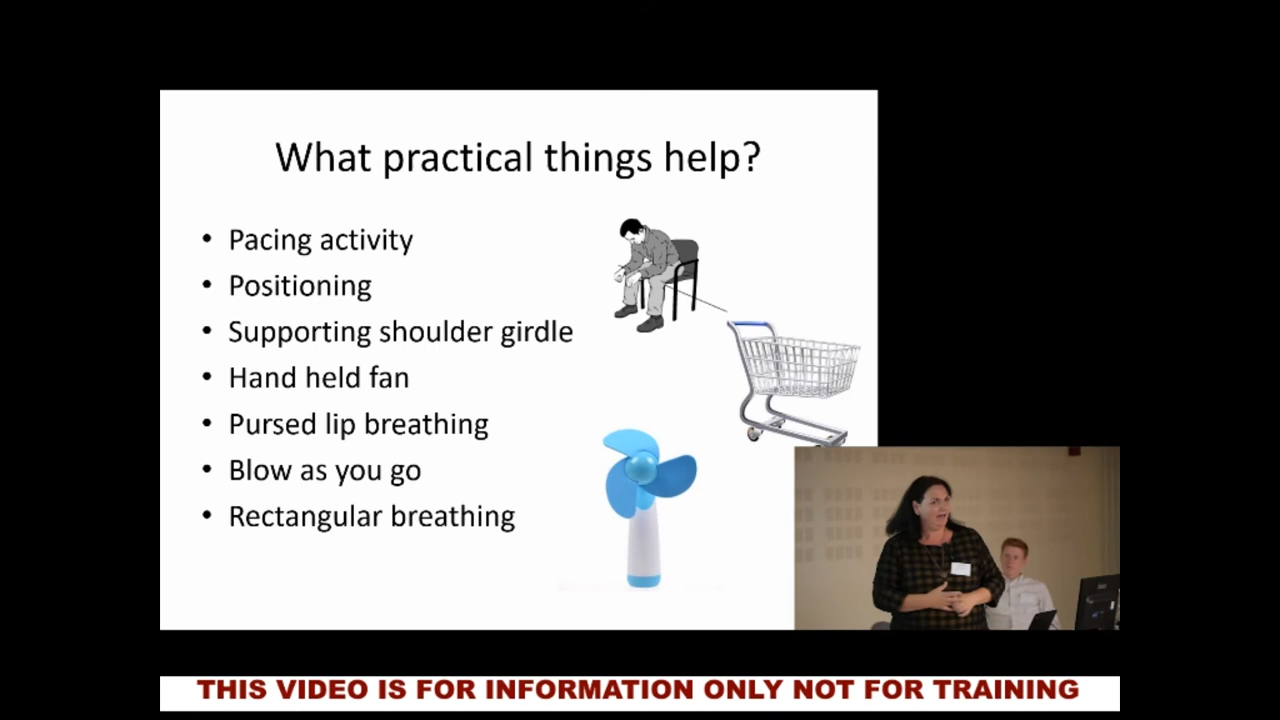 What practical things help?
• Pacing activity
• Positioning
• Supporting shoulder girdle
• Hand held fan
• Pursed lip breathing
• Blow as you go
• Rectangular breathing
THIS VIDEO IS FOR INFORMATION ONLY NOT FOR TRAINING